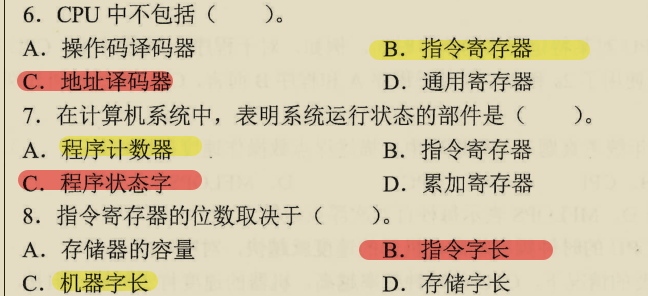 6．CPU 中不包括（　　）。
A．操作码译码器　　B．指令寄存器
C．地址译码器　　D．通用寄存器
7．在计算机系统中，表明系统运行状态的部件是（　　）。
A．程序计数器　　B．指令寄存器
C．程序状态字　　D．累加寄存器
8．指令寄存器的位数取决于（　　）。
A．存储器的容量　　B．指令字长
C．机器字长　　D．存储字长